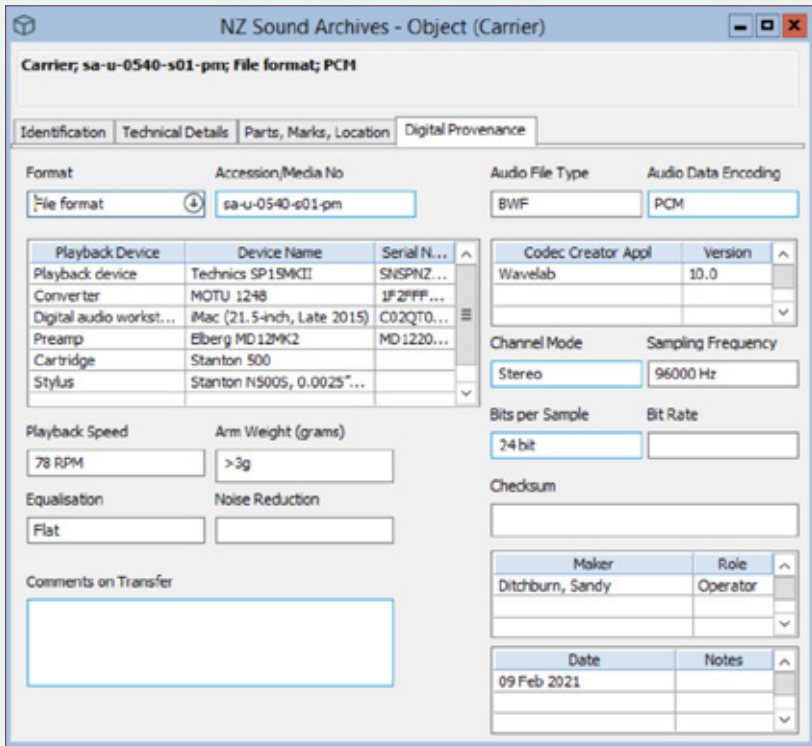 NZ Sound Archives - Object (Carrier)
Carrier; sa-u-0540-s01-pm; File format; PCM
Identification Technical Details Parts, Marks, Location Digital Provenance
Format Accession/Media No Audio File Type Audio Data Encoding
File format sa-u-0540-s01-pm BWF PCM
Playback Device Device Name Serial N...
Playback device Technics SP15MKII SNSPNZ...
Converter MOTU 1248 1F2FFF...
Digital audio workst... iMac (21.5-inch, Late 2015) C02QT0...
Preamp Elberg MD12MK2 MD1220...
Cartridge Stanton 500
Stylus Stanton N500S, 0.0025"...
Codec Creator Appl Version
Wavelab 10.0
Channel Mode Sampling Frequency
Stereo 96000 Hz
Bits per Sample Bit Rate
24 bit
Playback Speed Arm Weight (grams)
78 RPM >3g
Equalisation Noise Reduction
Flat
Checksum
Comments on Transfer
Maker Role
Ditchburn, Sandy Operator
Date Notes
09 Feb 2021